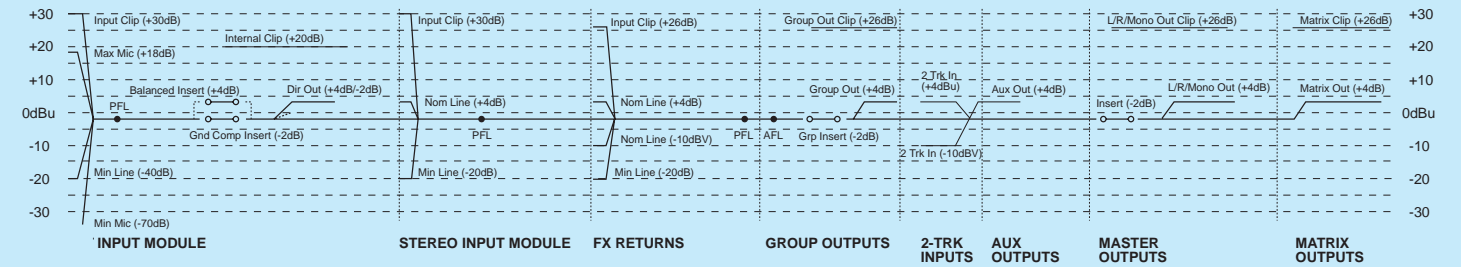 +30
+20
+10
0dBu
-10
-20
-30
Input Clip (+30dB)
Internal Clip (+20dB)
Max Mic (+18dB)
Balanced Insert (+4dB)
Dir Out (+4dB/-2dB)
PFL
Gnd Comp Insert (-2dB)
Min Line (-40dB)
Min Mic (-70dB)
INPUT MODULE
Input Clip (+30dB)
Nom Line (+4dB)
PFL
Min Line (-20dB)
STEREO INPUT MODULE
Input Clip (+26dB)
Nom Line (+4dB)
Nom Line (-10dBV)
Min Line (-20dB)
PFL
FX RETURNS
Group Out Clip (+26dB)
Group Out (+4dB)
AFL
Grp Insert (-2dB)
GROUP OUTPUTS
2 Trk In
(+4dBu)
2 Trk In (-10dBV)
2-TRK
INPUTS
Aux Out (+4dB)
AUX
OUTPUTS
L/R/Mono Out Clip (+26dB)
L/R/Mono Out (+4dB)
Insert (-2dB)
MASTER
OUTPUTS
Matrix Clip (+26dB)
Matrix Out (+4dB)
MATRIX
OUTPUTS
+30
+20
+10
0dBu
-10
-20
-30